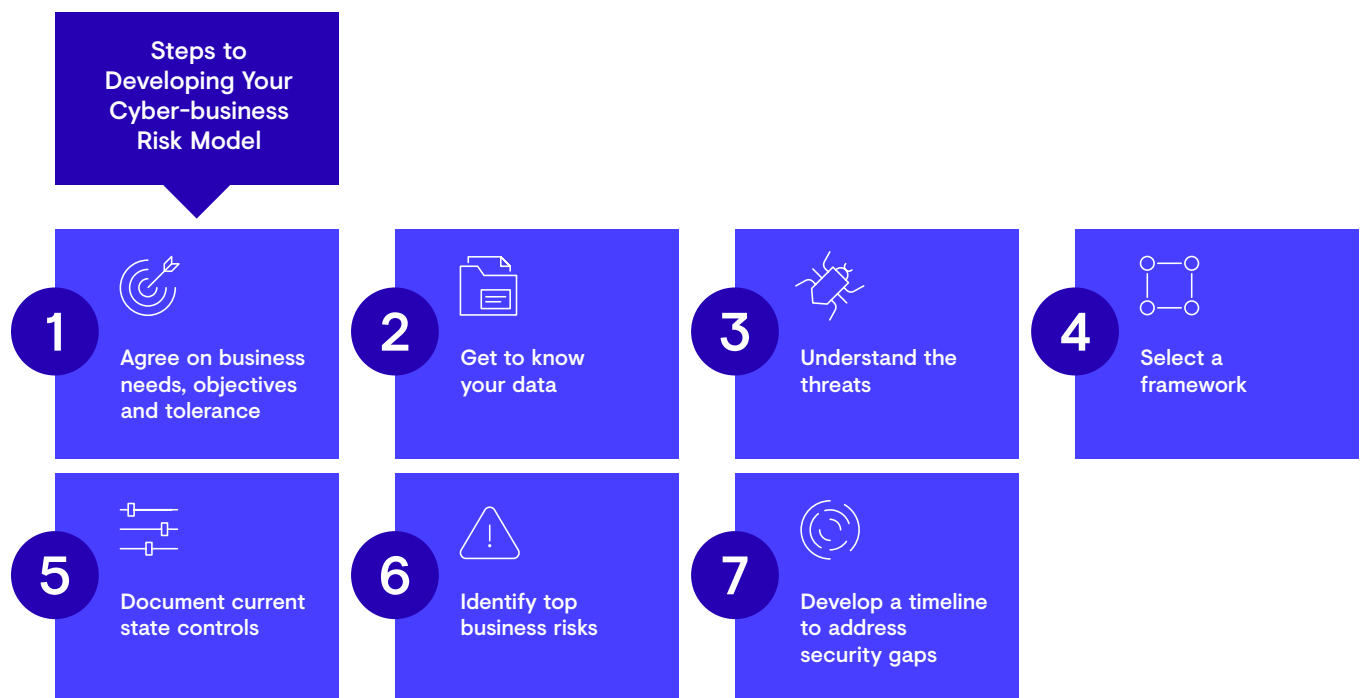 Steps to
Developing Your
Cyber-business
Risk Model
1
Agree on business
needs, objectives
and tolerance
2
Get to know
your data
3
Understand the
threats
4
Select a
framework
5
Document current
state controls
6
Identify top
business risks
7
Develop a timeline
to address
security gaps